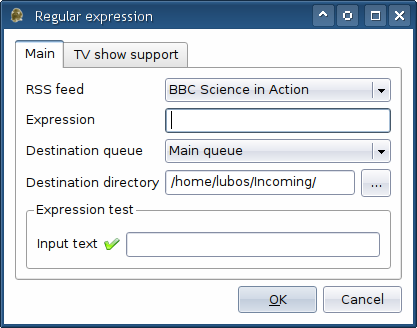 Regular expression
Main TV show support
RSS feed BBC Science in Action
Expression
Destination queue Main queue
Destination directory /home/lubos/Incoming/ ...
Expression test
Input text
OK Cancel